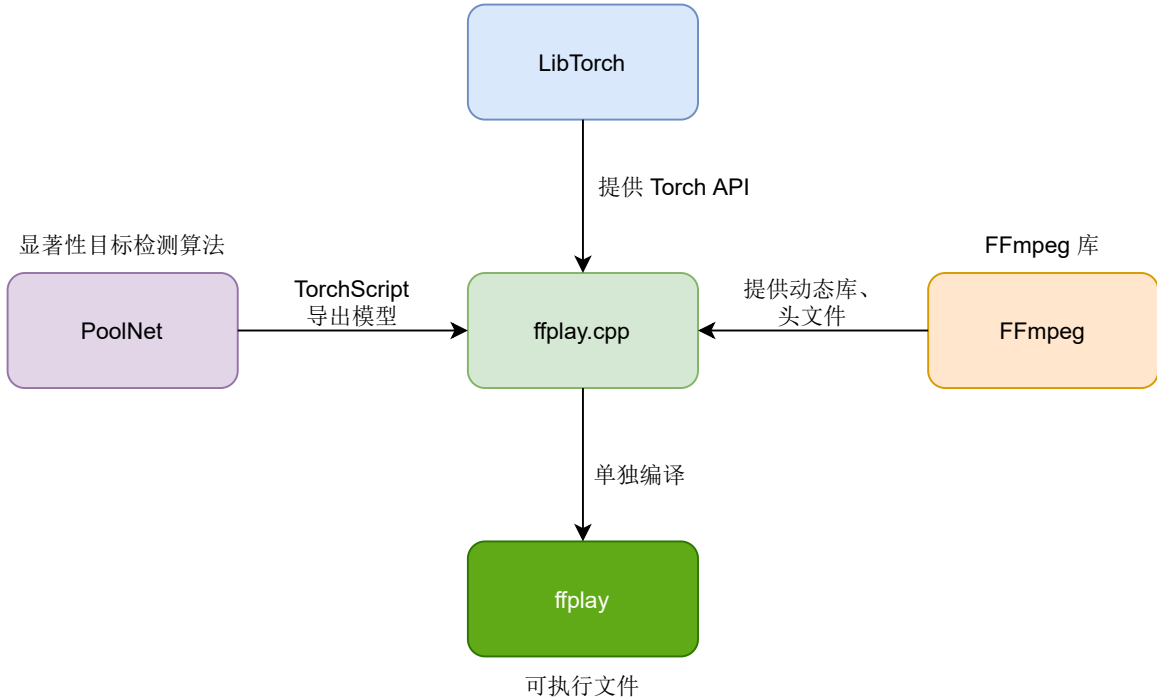 LibTorch
提供 Torch API
显著性目标检测算法
FFmpeg 库
TorchScript
导出模型
提供动态库、
头文件
PoolNet
ffplay.cpp
FFmpeg
单独编译
ffplay
可执行文件